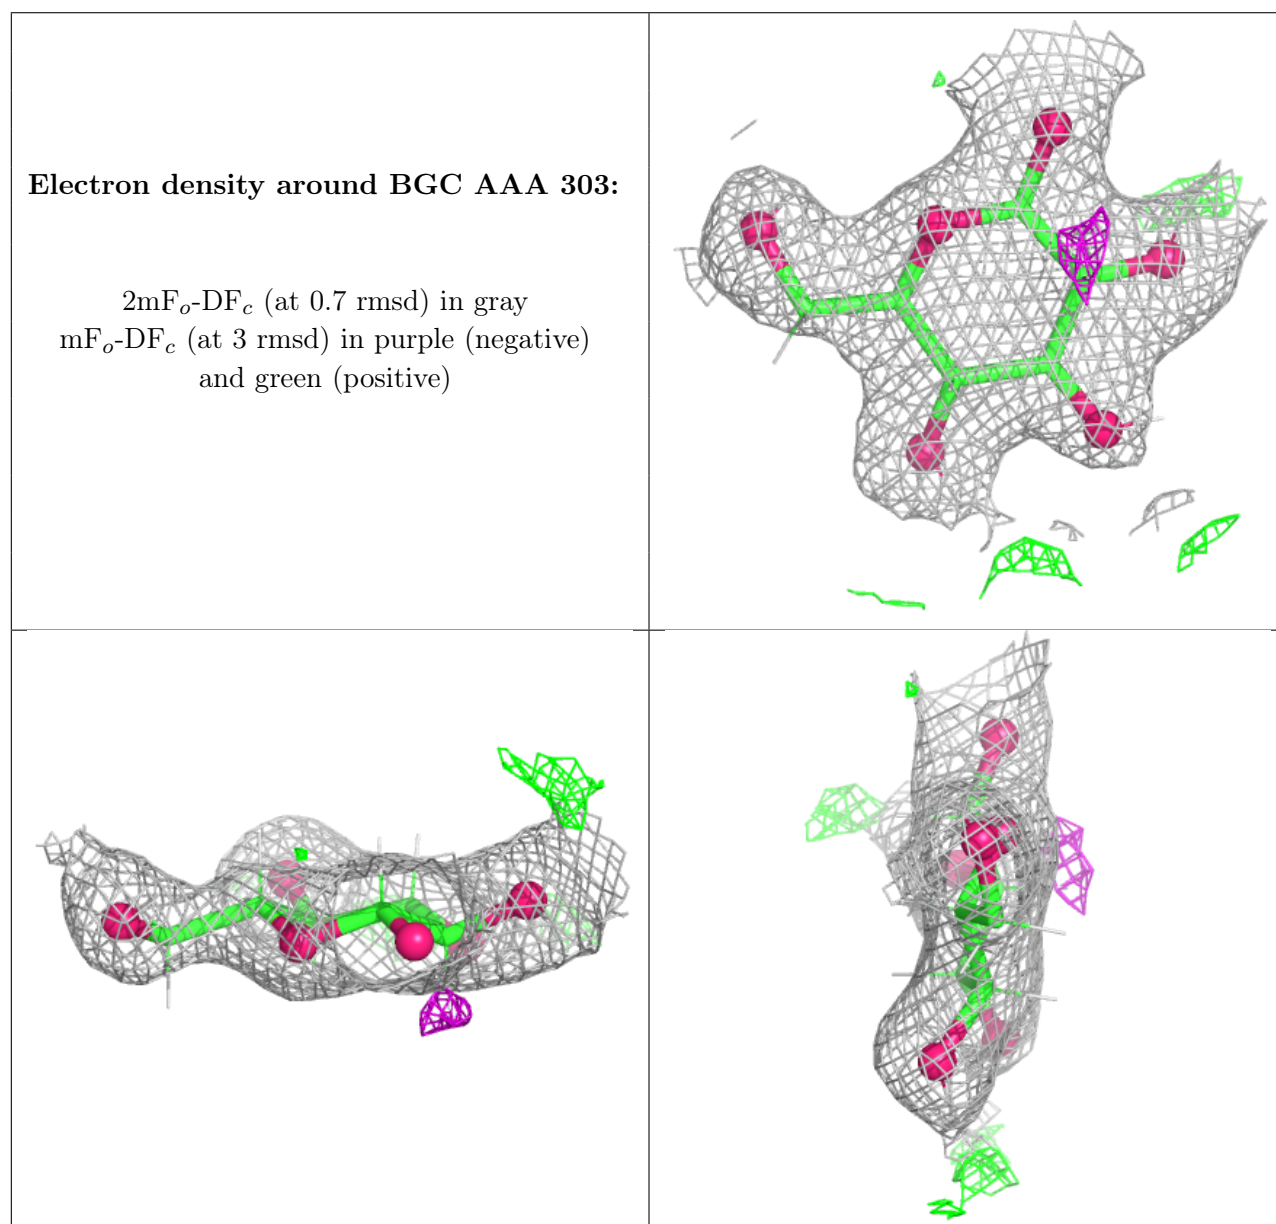 Electron density around BGC AAA 303:
2mFo-DFc (at 0.7 rmsd) in gray
mFo-DFc (at 3 rmsd) in purple (negative)
and green (positive)